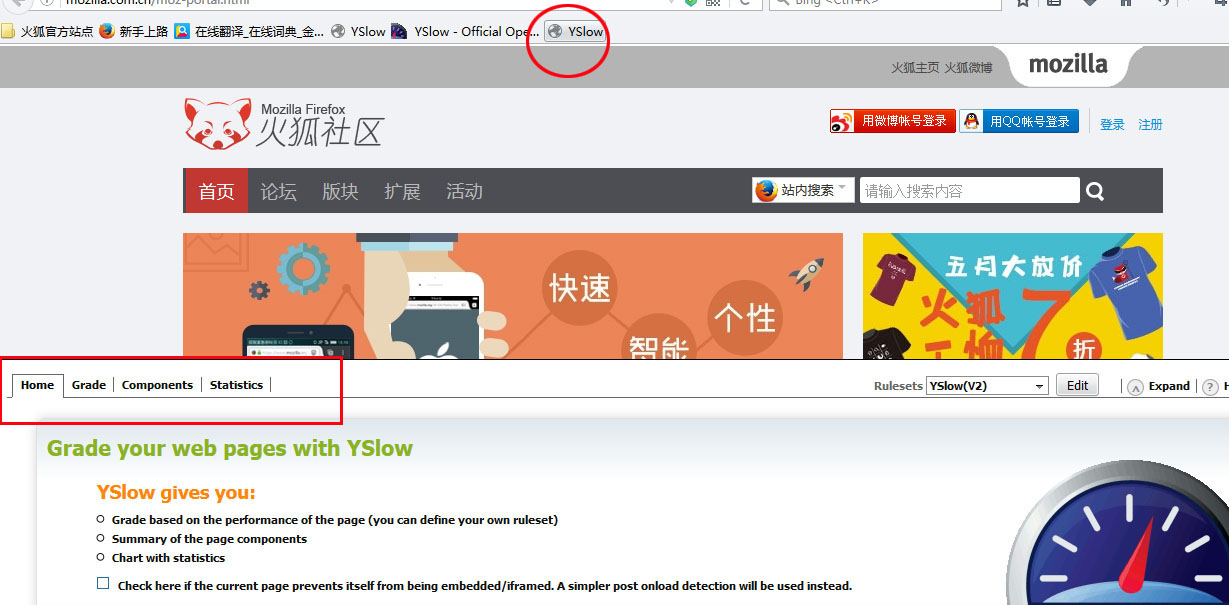 mozilla.com.cn/moz-portal.html
Bing <Ctrl+K>
火狐官方站点 新手上路 在线翻译_在线词典_金... YSlow YSlow - Official Ope... YSlow
火狐主页 火狐微博 mozilla
Mozilla Firefox
火狐社区
用微博帐号登录 用QQ帐号登录 登录 注册
首页 论坛 版块 扩展 活动 站内搜索 请输入搜索内容
快速
智能
个性
五月大放价
火狐
7
折
Home Grade Components Statistics Rulesets YSlow(V2) Edit Expand ? H
Grade your web pages with YSlow
YSlow gives you:
Grade based on the performance of the page (you can define your own ruleset)
Summary of the page components
Chart with statistics
Check here if the current page prevents itself from being embedded/iframed. A simpler post onload detection will be used instead.